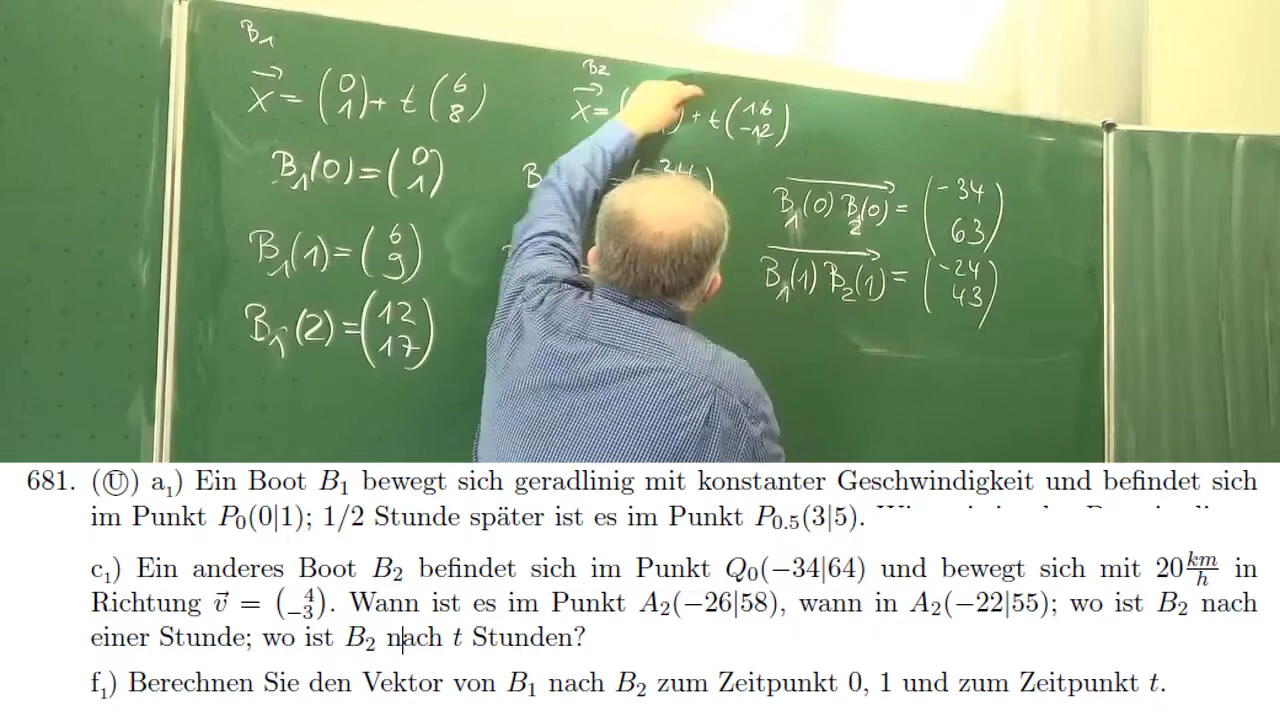 B₁
x⃗ = (0 1) + t (6 8)
B₁(0) = (0 1)
B₁(1) = (6 9)
B₁(2) = (12 17)
B₂
x⃗ = ( ) + t (16 -12)
B₁(0) B₂(0) = (-34 63)
B₁(1) B₂(1) = (-24 43)
681. (Ⓤ) a₁) Ein Boot B₁ bewegt sich geradlinig mit konstanter Geschwindigkeit und befindet sich
im Punkt P₀(0|1); 1/2 Stunde später ist es im Punkt P₀.₅(3|5).
c₁) Ein anderes Boot B₂ befindet sich im Punkt Q₀(−34|64) und bewegt sich mit 20 km/h in
Richtung v⃗ = (4 −3). Wann ist es im Punkt A₂(−26|58), wann in A₂(−22|55); wo ist B₂ nach
einer Stunde; wo ist B₂ nach t Stunden?
f₁) Berechnen Sie den Vektor von B₁ nach B₂ zum Zeitpunkt 0, 1 und zum Zeitpunkt t.